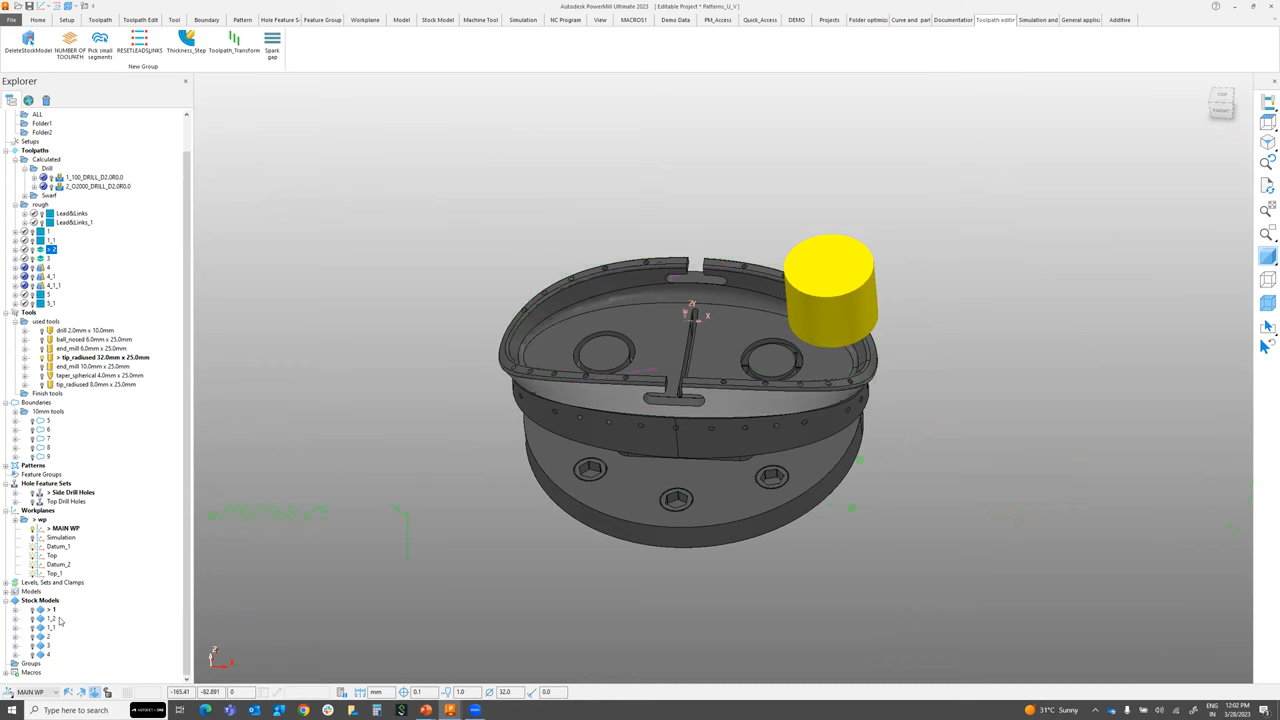 Autodesk PowerMill Ultimate 2023 [ Editable Project * Patterns_U_V ]
File Home Setup Toolpath Toolpath Edit Tool Boundary Pattern Hole Feature S Feature Group Workplane Model Stock Model Machine Tool Simulation NC Program View MACROS1 Demo Data PM_Access Quick_Access DEMO Projects Folder optimiz Curve and part Documentation Toolpath editin Simulation and General applic Additive
DeleteStockModel NUMBER OF TOOLPATH Pick small segments RESETLEADSLINKS Thickness_Step Toolpath_Transform Spark gap
New Group
Explorer
ALL
Folder1
Folder2
Setups
Toolpaths
Calculated
Drill
1_100_DRILL_D2.0R0.0
2_O2000_DRILL_D2.0R0.0
Swarf
rough
Lead&Links
Lead&Links_1
1
1_1
> 2
3
4
4_1
4_1_1
5
5_1
Tools
used tools
drill 2.0mm x 10.0mm
ball_nosed 6.0mm x 25.0mm
end_mill 6.0mm x 25.0mm
> tip_radiused 32.0mm x 25.0mm
end_mill 10.0mm x 25.0mm
taper_spherical 4.0mm x 25.0mm
tip_radiused 8.0mm x 25.0mm
Finish tools
Boundaries
10mm tools
5
6
7
8
9
Patterns
Feature Groups
Hole Feature Sets
> Side Drill Holes
Top Drill Holes
Workplanes
> wp
> MAIN WP
Simulation
Datum_1
Top
Datum_2
Top_1
Levels, Sets and Clamps
Models
Stock Models
> 1
1_2
1_1
2
3
4
Groups
Macros
TOP
FRONT
ZY
X
Z
X
MAIN WP -165.41 -82.891 0 mm 0.1 1.0 32.0 0.0
Type here to search
31°C Sunny
ENG
IN
12:02 PM
3/28/2023